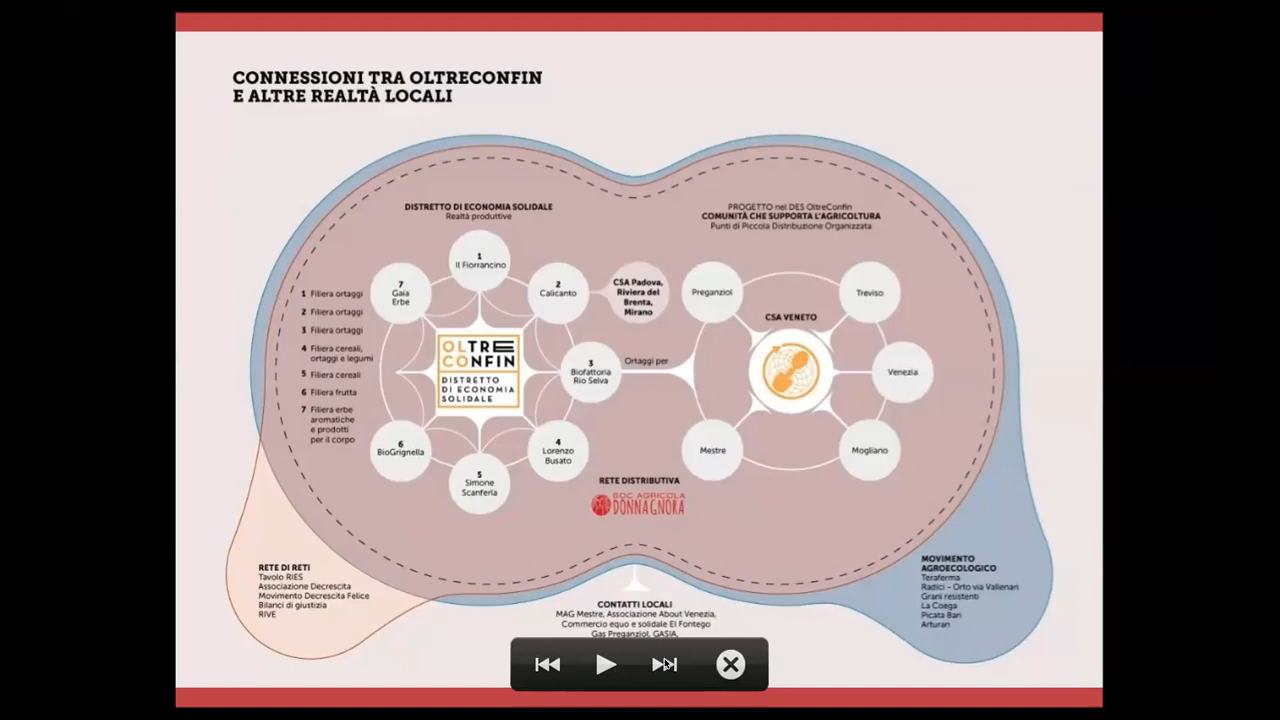 CONNESSIONI TRA OLTRECONFIN
E ALTRE REALTÀ LOCALI
DISTRETTO DI ECONOMIA SOLIDALE
Realtà produttive
PROGETTO nel DES OltreConfin
COMUNITÀ CHE SUPPORTA L'AGRICOLTURA
Punti di Piccola Distribuzione Organizzata
1 Filiera ortaggi
2 Filiera ortaggi
3 Filiera ortaggi
4 Filiera cereali,
ortaggi e legumi
5 Filiera cereali
6 Filiera frutta
7 Filiera erbe
aromatiche
e prodotti
per il corpo
1
Il Fiorrancino
2
Calicanto
3
Biofattoria
Rio Selva
4
Lorenzo
Busato
5
Simone
Scanferla
6
BioGrignella
7
Gaia
Erbe
OLTRE
CONFIN
DISTRETTO
DI ECONOMIA
SOLIDALE
CSA Padova,
Riviera del
Brenta,
Mirano
Ortaggi per
Preganziol
Treviso
CSA VENETO
Venezia
Mestre
Mogliano
RETE DISTRIBUTIVA
SOC AGRICOLA
DONNAGNORA
RETE DI RETI
Tavolo RIES
Associazione Decrescita
Movimento Decrescita Felice
Bilanci di giustizia
RIVE
CONTATTI LOCALI
MAG Mestre, Associazione About Venezia,
Commercio equo e solidale El Fontego
Gas Preganziol, GASIA,
MOVIMENTO
AGROECOLOGICO
Teraferma
Radici – Orto via Vallenari
Grani resistenti
La Coega
Picata Bari
Arturan